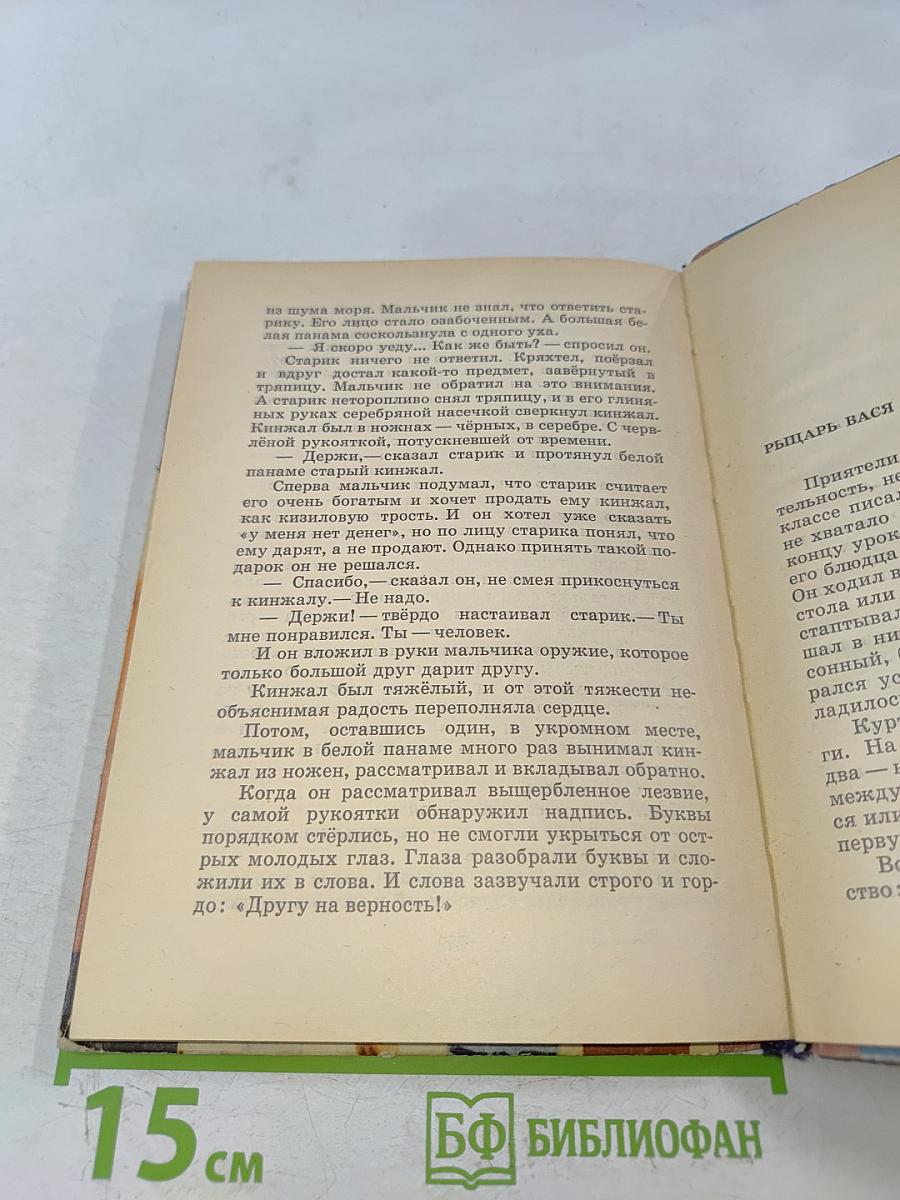 из шума моря. Мальчик не знал, что ответить ста-
рику. Его лицо стало озабоченным. А большая бе-
лая панама соскользнула с одного уха.
— Я скоро уеду... Как же быть? — спросил он.
Старик ничего не ответил. Кряхтел, поёрзал
и вдруг достал какой-то предмет, завёрнутый в
тряпицу. Мальчик не обратил на это внимания.
А старик неторопливо снял тряпицу, и в его глиня-
ных руках серебряной насечкой сверкнул кинжал.
Кинжал был в ножнах — чёрных, в серебре. С черв-
лёной рукояткой, потускневшей от времени.
— Держи,— сказал старик и протянул белой
панаме старый кинжал.
Сперва мальчик подумал, что старик считает
его очень богатым и хочет продать ему кинжал,
как кизиловую трость. И он хотел уже сказать
«у меня нет денег», но по лицу старика понял, что
ему дарят, а не продают. Однако принять такой по-
дарок он не решался.
— Спасибо,— сказал он, не смея прикоснуться
к кинжалу.— Не надо.
— Держи! — твёрдо настаивал старик.— Ты
мне понравился. Ты — человек.
И он вложил в руки мальчика оружие, которое
только большой друг дарит другу.
Кинжал был тяжёлый, и от этой тяжести не-
объяснимая радость переполняла сердце.
Потом, оставшись один, в укромном месте,
мальчик в белой панаме много раз вынимал кин-
жал из ножен, рассматривал и вкладывал обратно.
Когда он рассматривал выщербленное лезвие,
у самой рукоятки обнаружил надпись. Буквы
порядком стёрлись, но не смогли укрыться от ост-
рых молодых глаз. Глаза разобрали буквы и сло-
жили их в слова. И слова зазвучали строго и гор-
до: «Другу на верность!»
РЫЦАРЬ ВАСЯ
Приятели
тельность, не
классе писал
не хватало
концу урок
его блюдца
Он ходил в
стола или
стаптывал
шал в ни
сонный,
рался ус
ладилос
Курт
ги. На
два —
между
ся или
перву
Вс
ство:
15 см
БФ БИБЛИОФАН